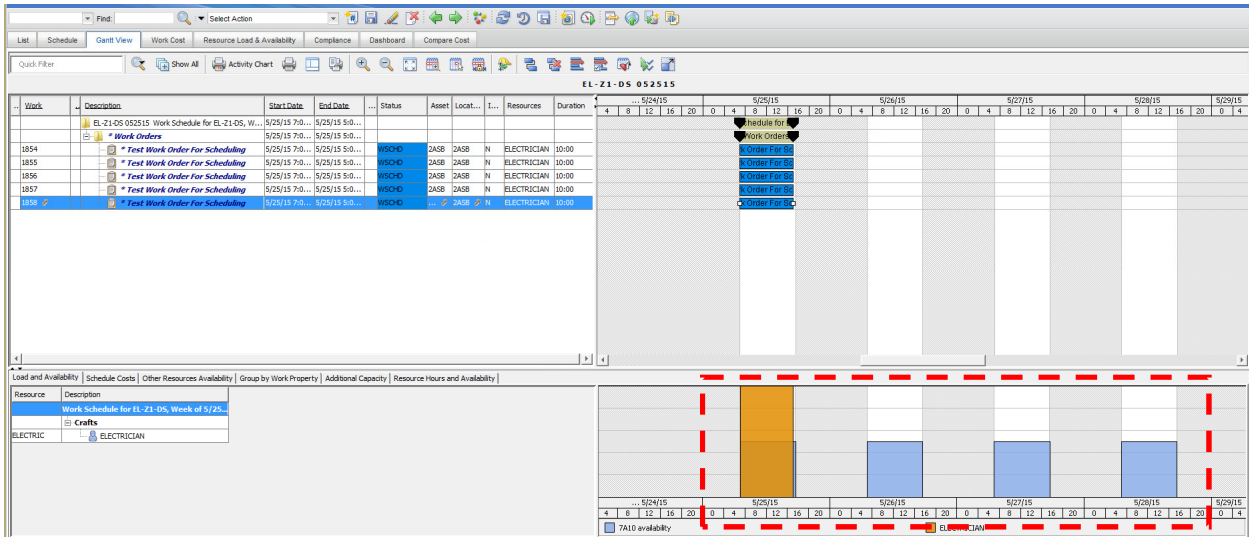 Find: Select Action
List Schedule Gantt View Work Cost Resource Load & Availability Compliance Dashboard Compare Cost
Quick Filter Show All Activity Chart
EL-Z1-DS 052515
.. Work .. Description Start Date End Date ... Status Asset Locat... I... Resources Duration
... 5/24/15 5/25/15 5/26/15 5/27/15 5/28/15 5/29/15
4 8 12 16 20 0 4 8 12 16 20 0 4 8 12 16 20 0 4 8 12 16 20 0 4 8 12 16 20 0 4
EL-Z1-DS 052515 Work Schedule for EL-Z1-DS, W... 5/25/15 7:0... 5/25/15 5:0... hedule for
* Work Orders 5/25/15 7:0... 5/25/15 5:0... Work Orders
1854 * Test Work Order For Scheduling 5/25/15 7:0... 5/25/15 5:0... WSCHD 2ASB 2ASB N ELECTRICIAN 10:00 k Order For Sc
1855 * Test Work Order For Scheduling 5/25/15 7:0... 5/25/15 5:0... WSCHD 2ASB 2ASB N ELECTRICIAN 10:00 k Order For Sc
1856 * Test Work Order For Scheduling 5/25/15 7:0... 5/25/15 5:0... WSCHD 2ASB 2ASB N ELECTRICIAN 10:00 k Order For Sc
1857 * Test Work Order For Scheduling 5/25/15 7:0... 5/25/15 5:0... WSCHD 2ASB 2ASB N ELECTRICIAN 10:00 k Order For Sc
1858 * Test Work Order For Scheduling 5/25/15 7:0... 5/25/15 5:0... WSCHD ... 2ASB N ELECTRICIAN 10:00 k Order For Sc
Load and Availability Schedule Costs Other Resources Availability Group by Work Property Additional Capacity Resource Hours and Availability
Resource Description
Work Schedule for EL-Z1-DS, Week of 5/25...
Crafts
ELECTRIC ELECTRICIAN
... 5/24/15 5/25/15 5/26/15 5/27/15 5/28/15 5/29/15
4 8 12 16 20 0 4 8 12 16 20 0 4 8 12 16 20 0 4 8 12 16 20 0 4 8 12 16 20 0 4
7A10 availability ELECTRICIAN